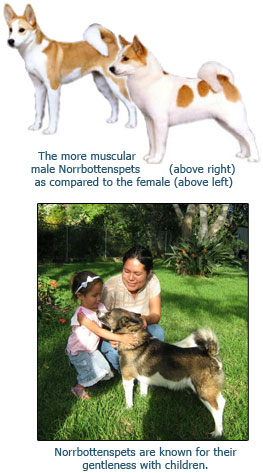 The more muscular
male Norrbottenspets (above right)
as compared to the female (above left)
Norrbottenspets are known for their
gentleness with children.